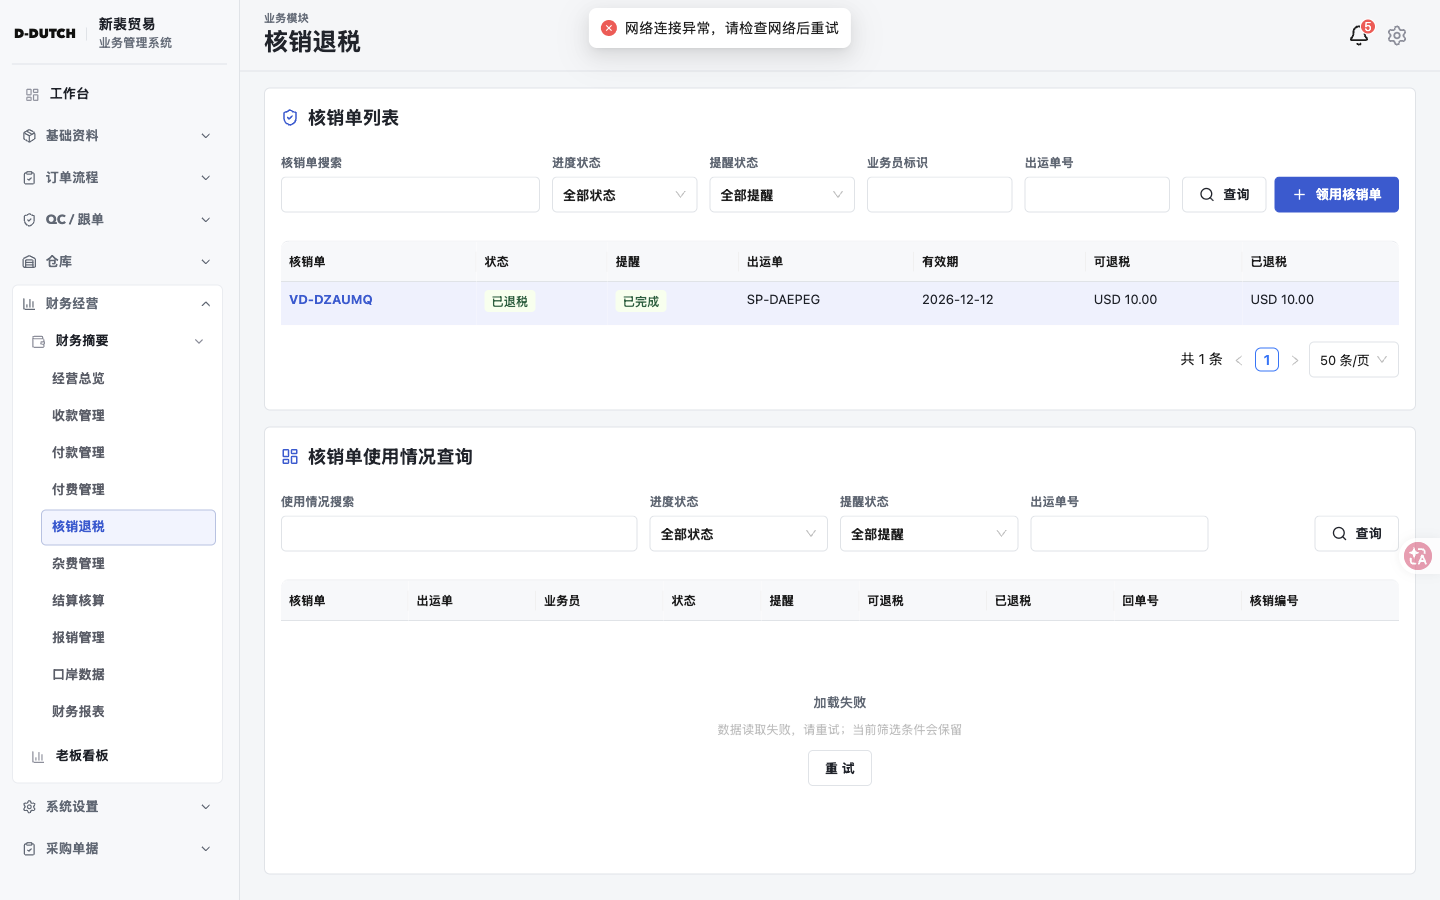 D-DUTCH
新裴贸易
业务管理系统
业务模块
核销退税
网络连接异常，请检查网络后重试
5
工作台
基础资料
订单流程
QC / 跟单
仓库
财务经营
财务摘要
经营总览
收款管理
付款管理
付费管理
核销退税
杂费管理
结算核算
报销管理
口岸数据
财务报表
老板看板
系统设置
采购单据
核销单列表
核销单搜索 进度状态 提醒状态 业务员标识 出运单号
全部状态 全部提醒 查询 领用核销单
核销单 状态 提醒 出运单 有效期 可退税 已退税
VD-DZAUMQ 已退税 已完成 SP-DAEPEG 2026-12-12 USD 10.00 USD 10.00
共 1 条 1 50 条/页
核销单使用情况查询
使用情况搜索 进度状态 提醒状态 出运单号
全部状态 全部提醒 查询
核销单 出运单 业务员 状态 提醒 可退税 已退税 回单号 核销编号
加载失败
数据读取失败，请重试；当前筛选条件会保留
重 试